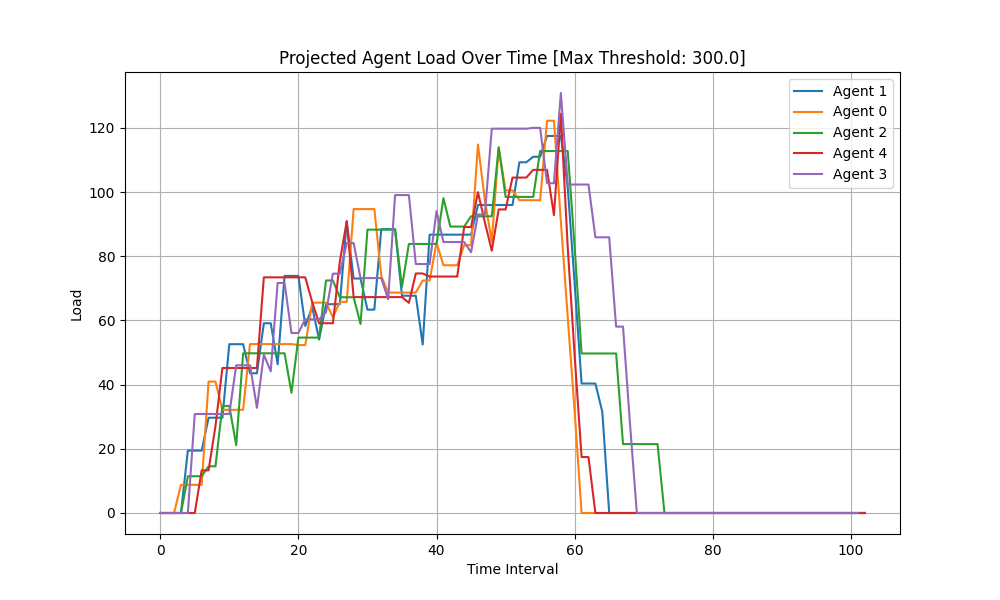 Projected Agent Load Over Time [Max Threshold: 300.0]
Agent 1
Agent 0
Agent 2
Agent 4
Agent 3
Load
120
100
80
60
40
20
0
0 20 40 60 80 100
Time Interval